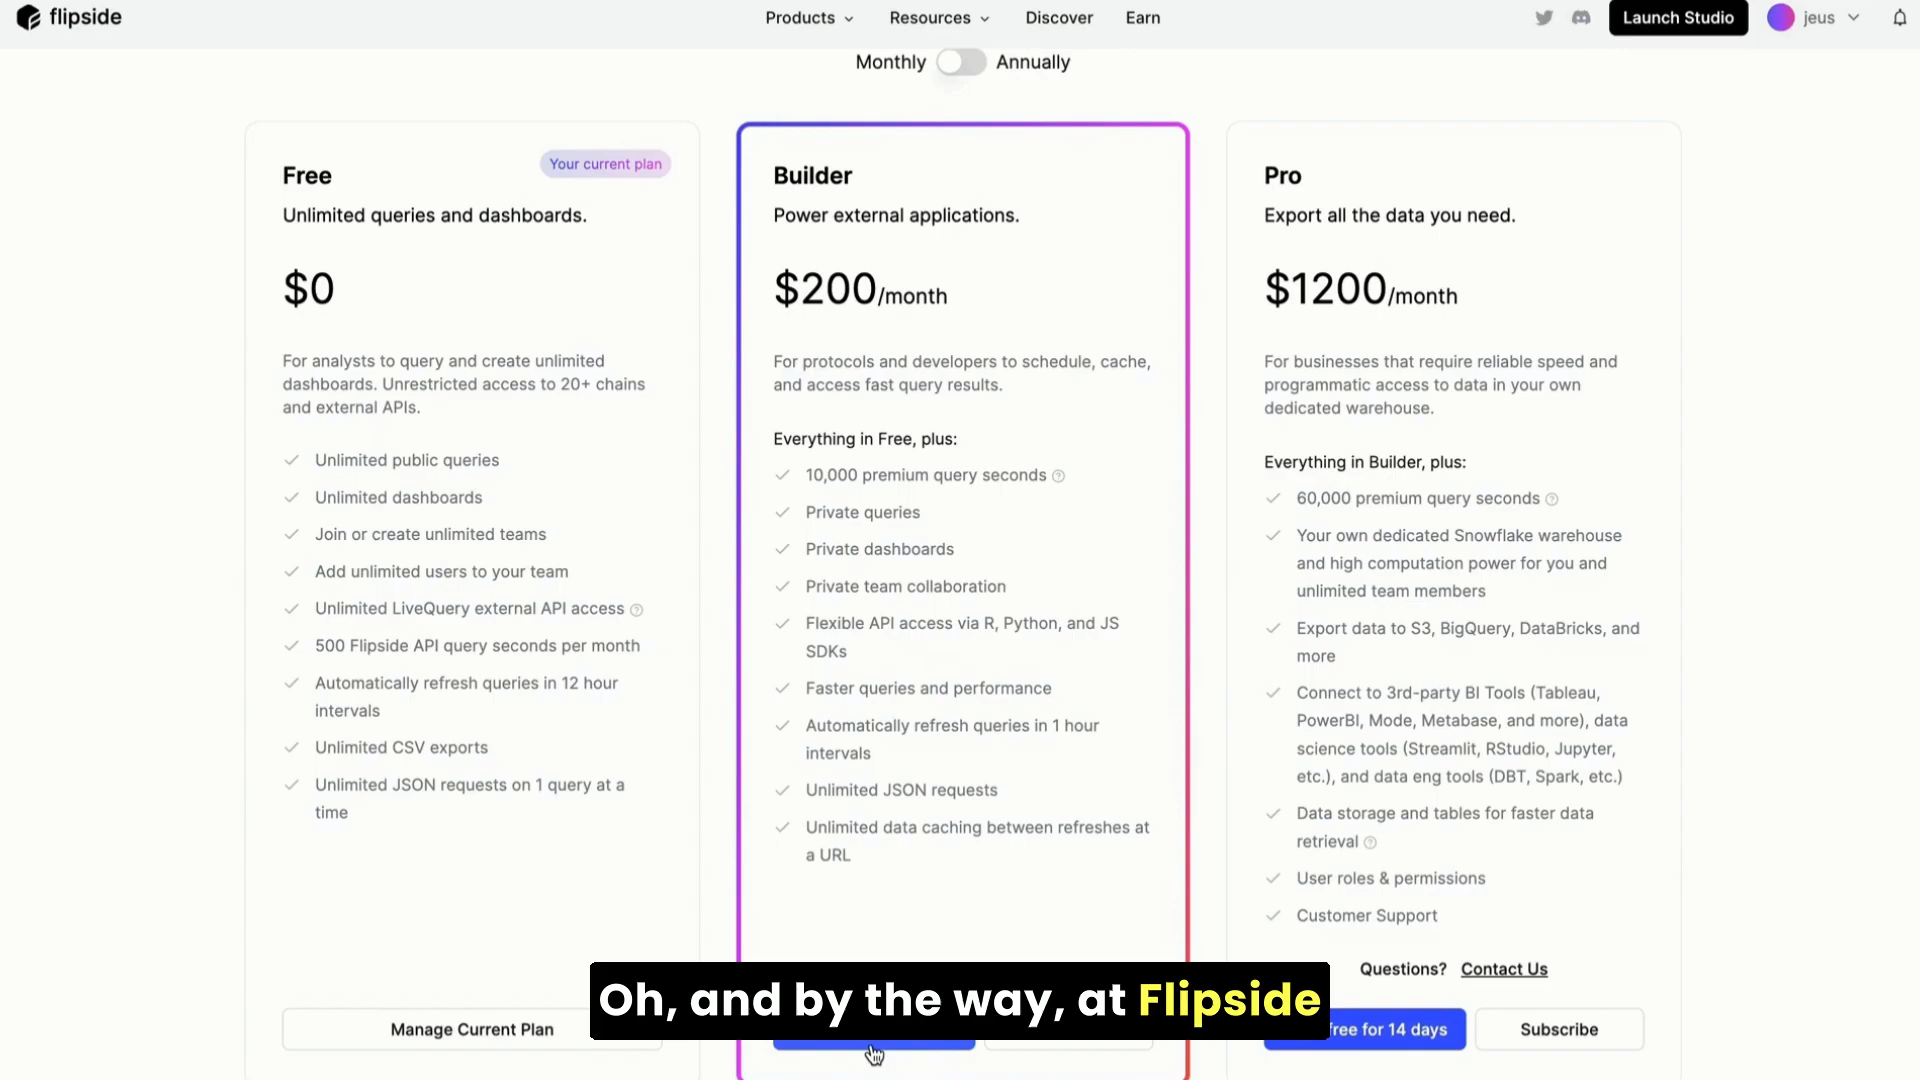 flipside
Products
Resources
Discover
Earn
Launch Studio
jeus
Monthly
Annually
Free
Your current plan
Unlimited queries and dashboards.
$0
For analysts to query and create unlimited
dashboards. Unrestricted access to 20+ chains
and external APIs.
Unlimited public queries
Unlimited dashboards
Join or create unlimited teams
Add unlimited users to your team
Unlimited LiveQuery external API access
500 Flipside API query seconds per month
Automatically refresh queries in 12 hour
intervals
Unlimited CSV exports
Unlimited JSON requests on 1 query at a
time
Manage Current Plan
Builder
Power external applications.
$200/month
For protocols and developers to schedule, cache,
and access fast query results.
Everything in Free, plus:
10,000 premium query seconds
Private queries
Private dashboards
Private team collaboration
Flexible API access via R, Python, and JS
SDKs
Faster queries and performance
Automatically refresh queries in 1 hour
intervals
Unlimited JSON requests
Unlimited data caching between refreshes at
a URL
Pro
Export all the data you need.
$1200/month
For businesses that require reliable speed and
programmatic access to data in your own
dedicated warehouse.
Everything in Builder, plus:
60,000 premium query seconds
Your own dedicated Snowflake warehouse
and high computation power for you and
unlimited team members
Export data to S3, BigQuery, DataBricks, and
more
Connect to 3rd-party BI Tools (Tableau,
PowerBI, Mode, Metabase, and more), data
science tools (Streamlit, RStudio, Jupyter,
etc.), and data eng tools (DBT, Spark, etc.)
Data storage and tables for faster data
retrieval
User roles & permissions
Customer Support
Questions? Contact Us
free for 14 days
Subscribe
Oh, and by the way, at Flipside